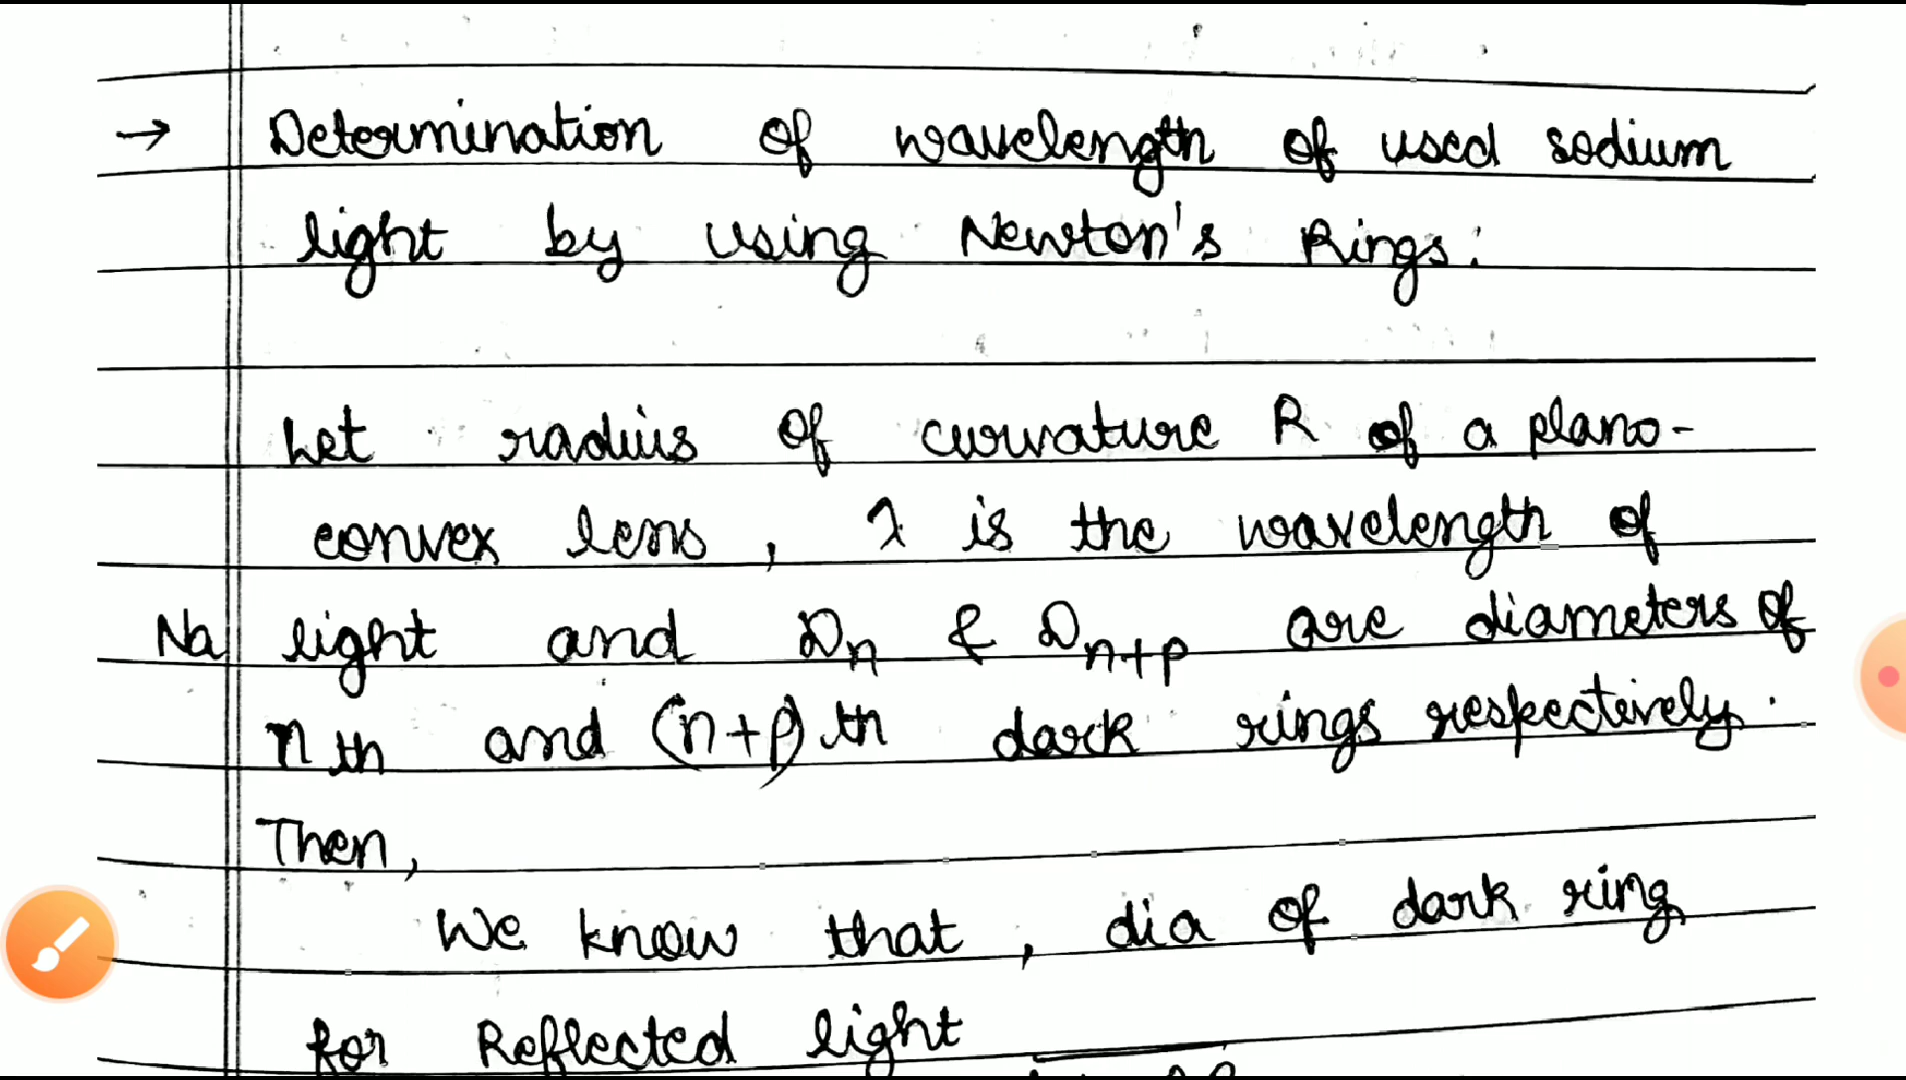 → Determination of wavelength of used sodium
light by using Newton's Rings:
Let radius of curvature R of a plano-
convex lens, λ is the wavelength of
Na light and Dn & Dn+p are diameters of
nth and (n+p)th dark rings respectively.
Then,
We know that, dia of dark ring
for Reflected light